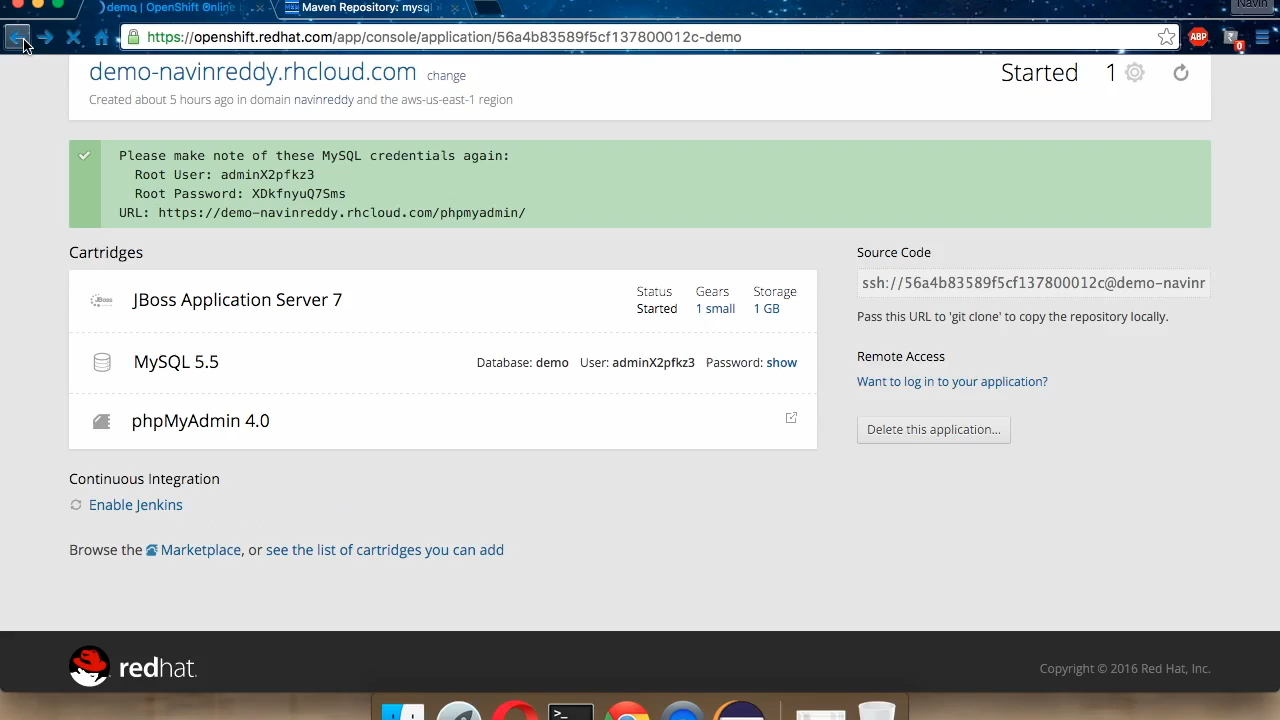 demo | OpenShift Online
Maven Repository: mysql
Navin
https://openshift.redhat.com/app/console/application/56a4b83589f5cf137800012c-demo
ABP
0
demo-navinreddy.rhcloud.com change
Started 1
Created about 5 hours ago in domain navinreddy and the aws-us-east-1 region
Please make note of these MySQL credentials again:
Root User: adminX2pfkz3
Root Password: XDkfnyuQ7Sms
URL: https://demo-navinreddy.rhcloud.com/phpmyadmin/
Cartridges
JBoss Application Server 7
Status Gears Storage
Started 1 small 1 GB
MySQL 5.5
Database: demo User: adminX2pfkz3 Password: show
phpMyAdmin 4.0
Source Code
ssh://56a4b83589f5cf137800012c@demo-navinr
Pass this URL to 'git clone' to copy the repository locally.
Remote Access
Want to log in to your application?
Delete this application...
Continuous Integration
Enable Jenkins
Browse the Marketplace, or see the list of cartridges you can add
redhat.
Copyright © 2016 Red Hat, Inc.